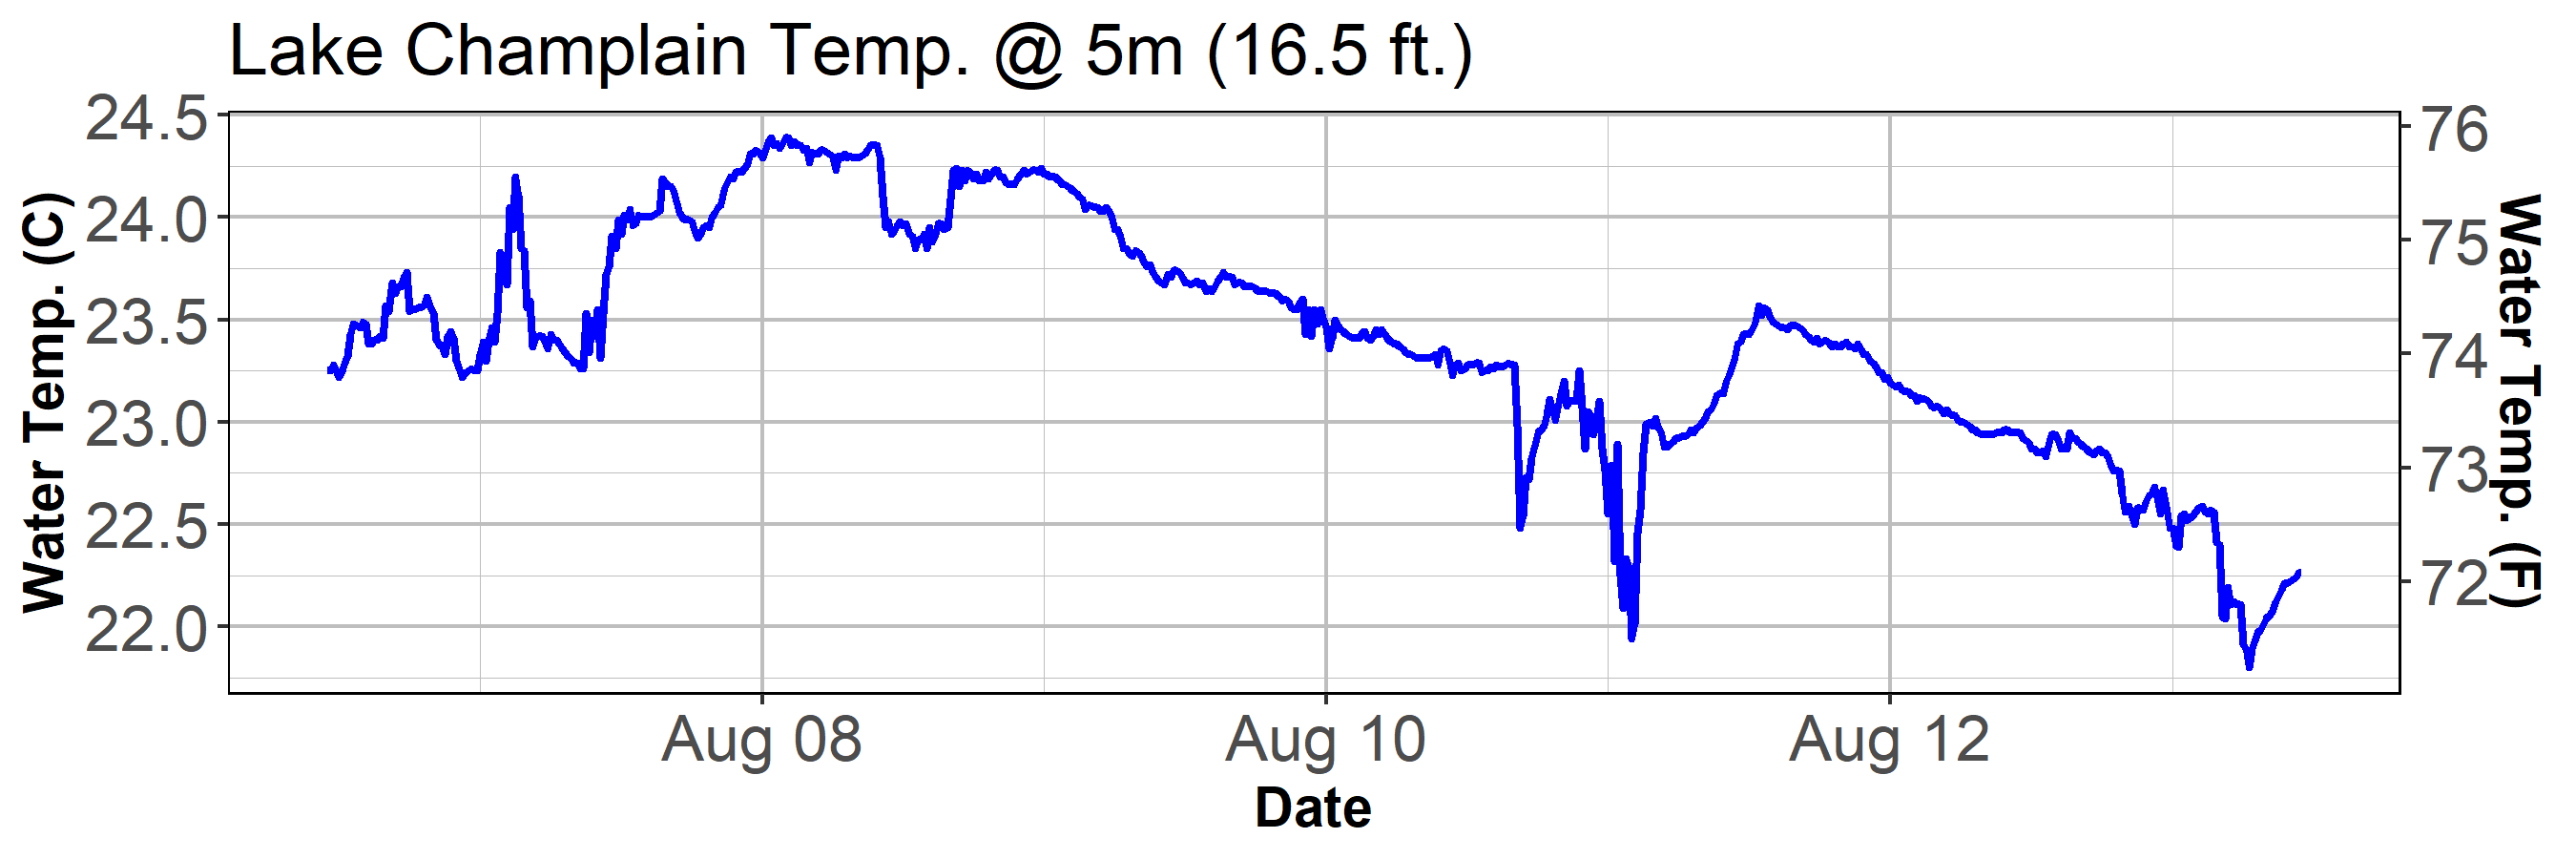 Lake Champlain Temp. @ 5m (16.5 ft.)
Water Temp. (C)
24.5
24.0
23.5
23.0
22.5
22.0
76
75
74
73
72
Water Temp. (F)
Aug 08
Aug 10
Aug 12
Date